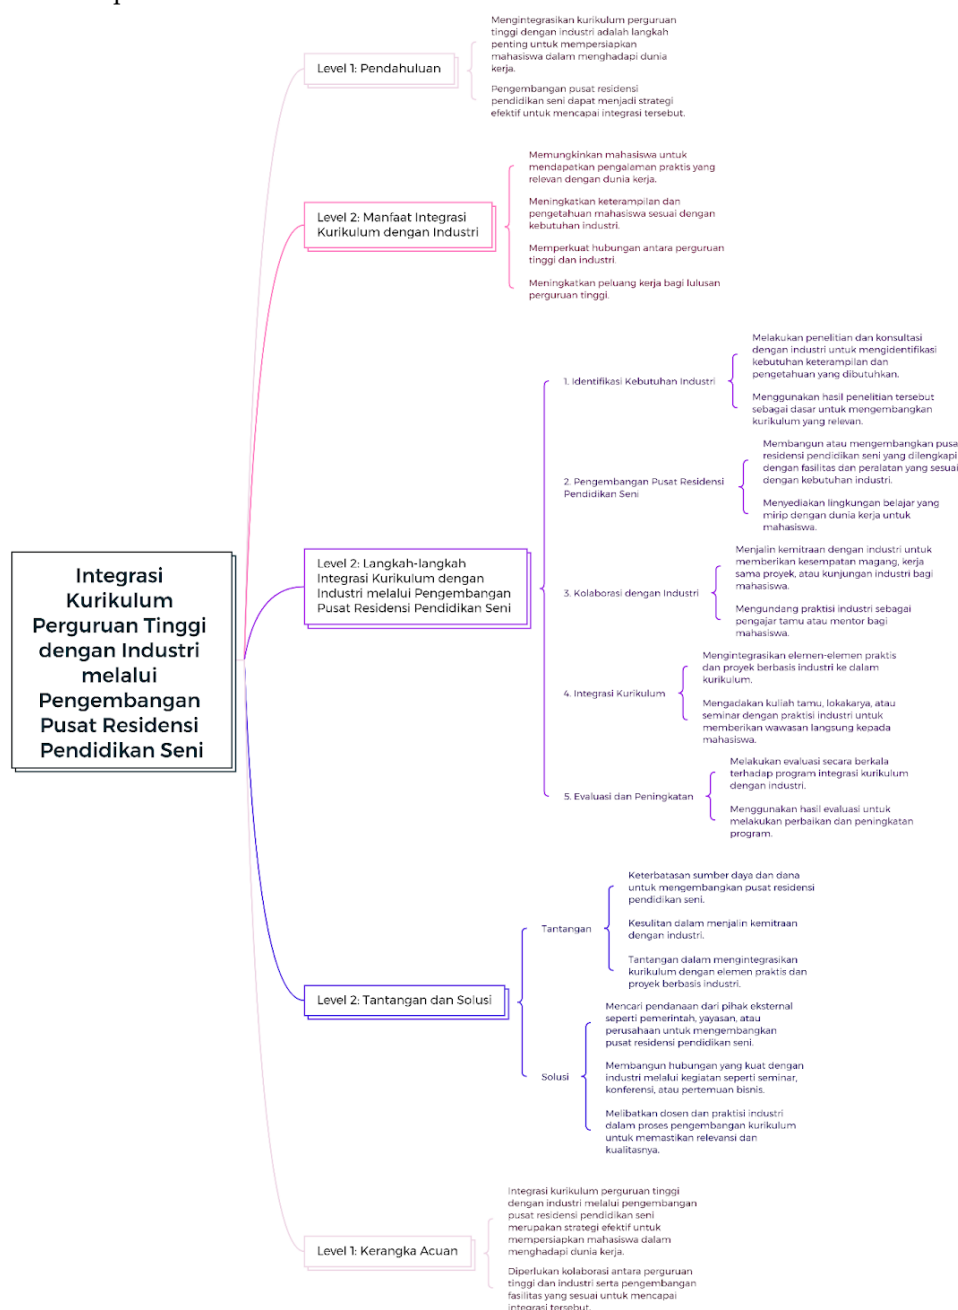 Integrasi
Kurikulum
Perguruan Tinggi
dengan Industri
melalui
Pengembangan
Pusat Residensi
Pendidikan Seni
Level 1: Pendahuluan
Mengintegrasikan kurikulum perguruan
tinggi dengan industri adalah langkah
penting untuk mempersiapkan
mahasiswa dalam menghadapi dunia
kerja.
Pengembangan pusat residensi
pendidikan seni dapat menjadi strategi
efektif untuk mencapai integrasi tersebut.
Level 2: Manfaat Integrasi
Kurikulum dengan Industri
Memungkinkan mahasiswa untuk
mendapatkan pengalaman praktis yang
relevan dengan dunia kerja.
Meningkatkan keterampilan dan
pengetahuan mahasiswa sesuai dengan
kebutuhan industri.
Memperkuat hubungan antara perguruan
tinggi dan industri.
Meningkatkan peluang kerja bagi lulusan
perguruan tinggi.
Level 2: Langkah-langkah
Integrasi Kurikulum dengan
Industri melalui Pengembangan
Pusat Residensi Pendidikan Seni
1. Identifikasi Kebutuhan Industri
Melakukan penelitian dan konsultasi
dengan industri untuk mengidentifikasi
kebutuhan keterampilan dan
pengetahuan yang dibutuhkan.
Menggunakan hasil penelitian tersebut
sebagai dasar untuk mengembangkan
kurikulum yang relevan.
2. Pengembangan Pusat Residensi
Pendidikan Seni
Membangun atau mengembangkan pusa
residensi pendidikan seni yang dilengkapi
dengan fasilitas dan peralatan yang sesuai
dengan kebutuhan industri.
Menyediakan lingkungan belajar yang
mirip dengan dunia kerja untuk
mahasiswa.
3. Kolaborasi dengan Industri
Menjalin kemitraan dengan industri untuk
memberikan kesempatan magang, kerja
sama proyek, atau kunjungan industri bagi
mahasiswa.
Mengundang praktisi industri sebagai
pengajar tamu atau mentor bagi
mahasiswa.
4. Integrasi Kurikulum
Mengintegrasikan elemen-elemen praktis
dan proyek berbasis industri ke dalam
kurikulum.
Mengadakan kuliah tamu, lokakarya, atau
seminar dengan praktisi industri untuk
memberikan wawasan langsung kepada
mahasiswa.
5. Evaluasi dan Peningkatan
Melakukan evaluasi secara berkala
terhadap program integrasi kurikulum
dengan industri.
Menggunakan hasil evaluasi untuk
melakukan perbaikan dan peningkatan
program.
Level 2: Tantangan dan Solusi
Tantangan
Keterbatasan sumber daya dan dana
untuk mengembangkan pusat residensi
pendidikan seni.
Kesulitan dalam menjalin kemitraan
dengan industri.
Tantangan dalam mengintegrasikan
kurikulum dengan elemen praktis dan
proyek berbasis industri.
Solusi
Mencari pendanaan dari pihak eksternal
seperti pemerintah, yayasan, atau
perusahaan untuk mengembangkan
pusat residensi pendidikan seni.
Membangun hubungan yang kuat dengan
industri melalui kegiatan seperti seminar,
konferensi, atau pertemuan bisnis.
Melibatkan dosen dan praktisi industri
dalam proses pengembangan kurikulum
untuk memastikan relevansi dan
kualitasnya.
Level 1: Kerangka Acuan
Integrasi kurikulum perguruan tinggi
dengan industri melalui pengembangan
pusat residensi pendidikan seni
merupakan strategi efektif untuk
mempersiapkan mahasiswa dalam
menghadapi dunia kerja.
Diperlukan kolaborasi antara perguruan
tinggi dan industri serta pengembangan
fasilitas yang sesuai untuk mencapai
integrasi tersebut.